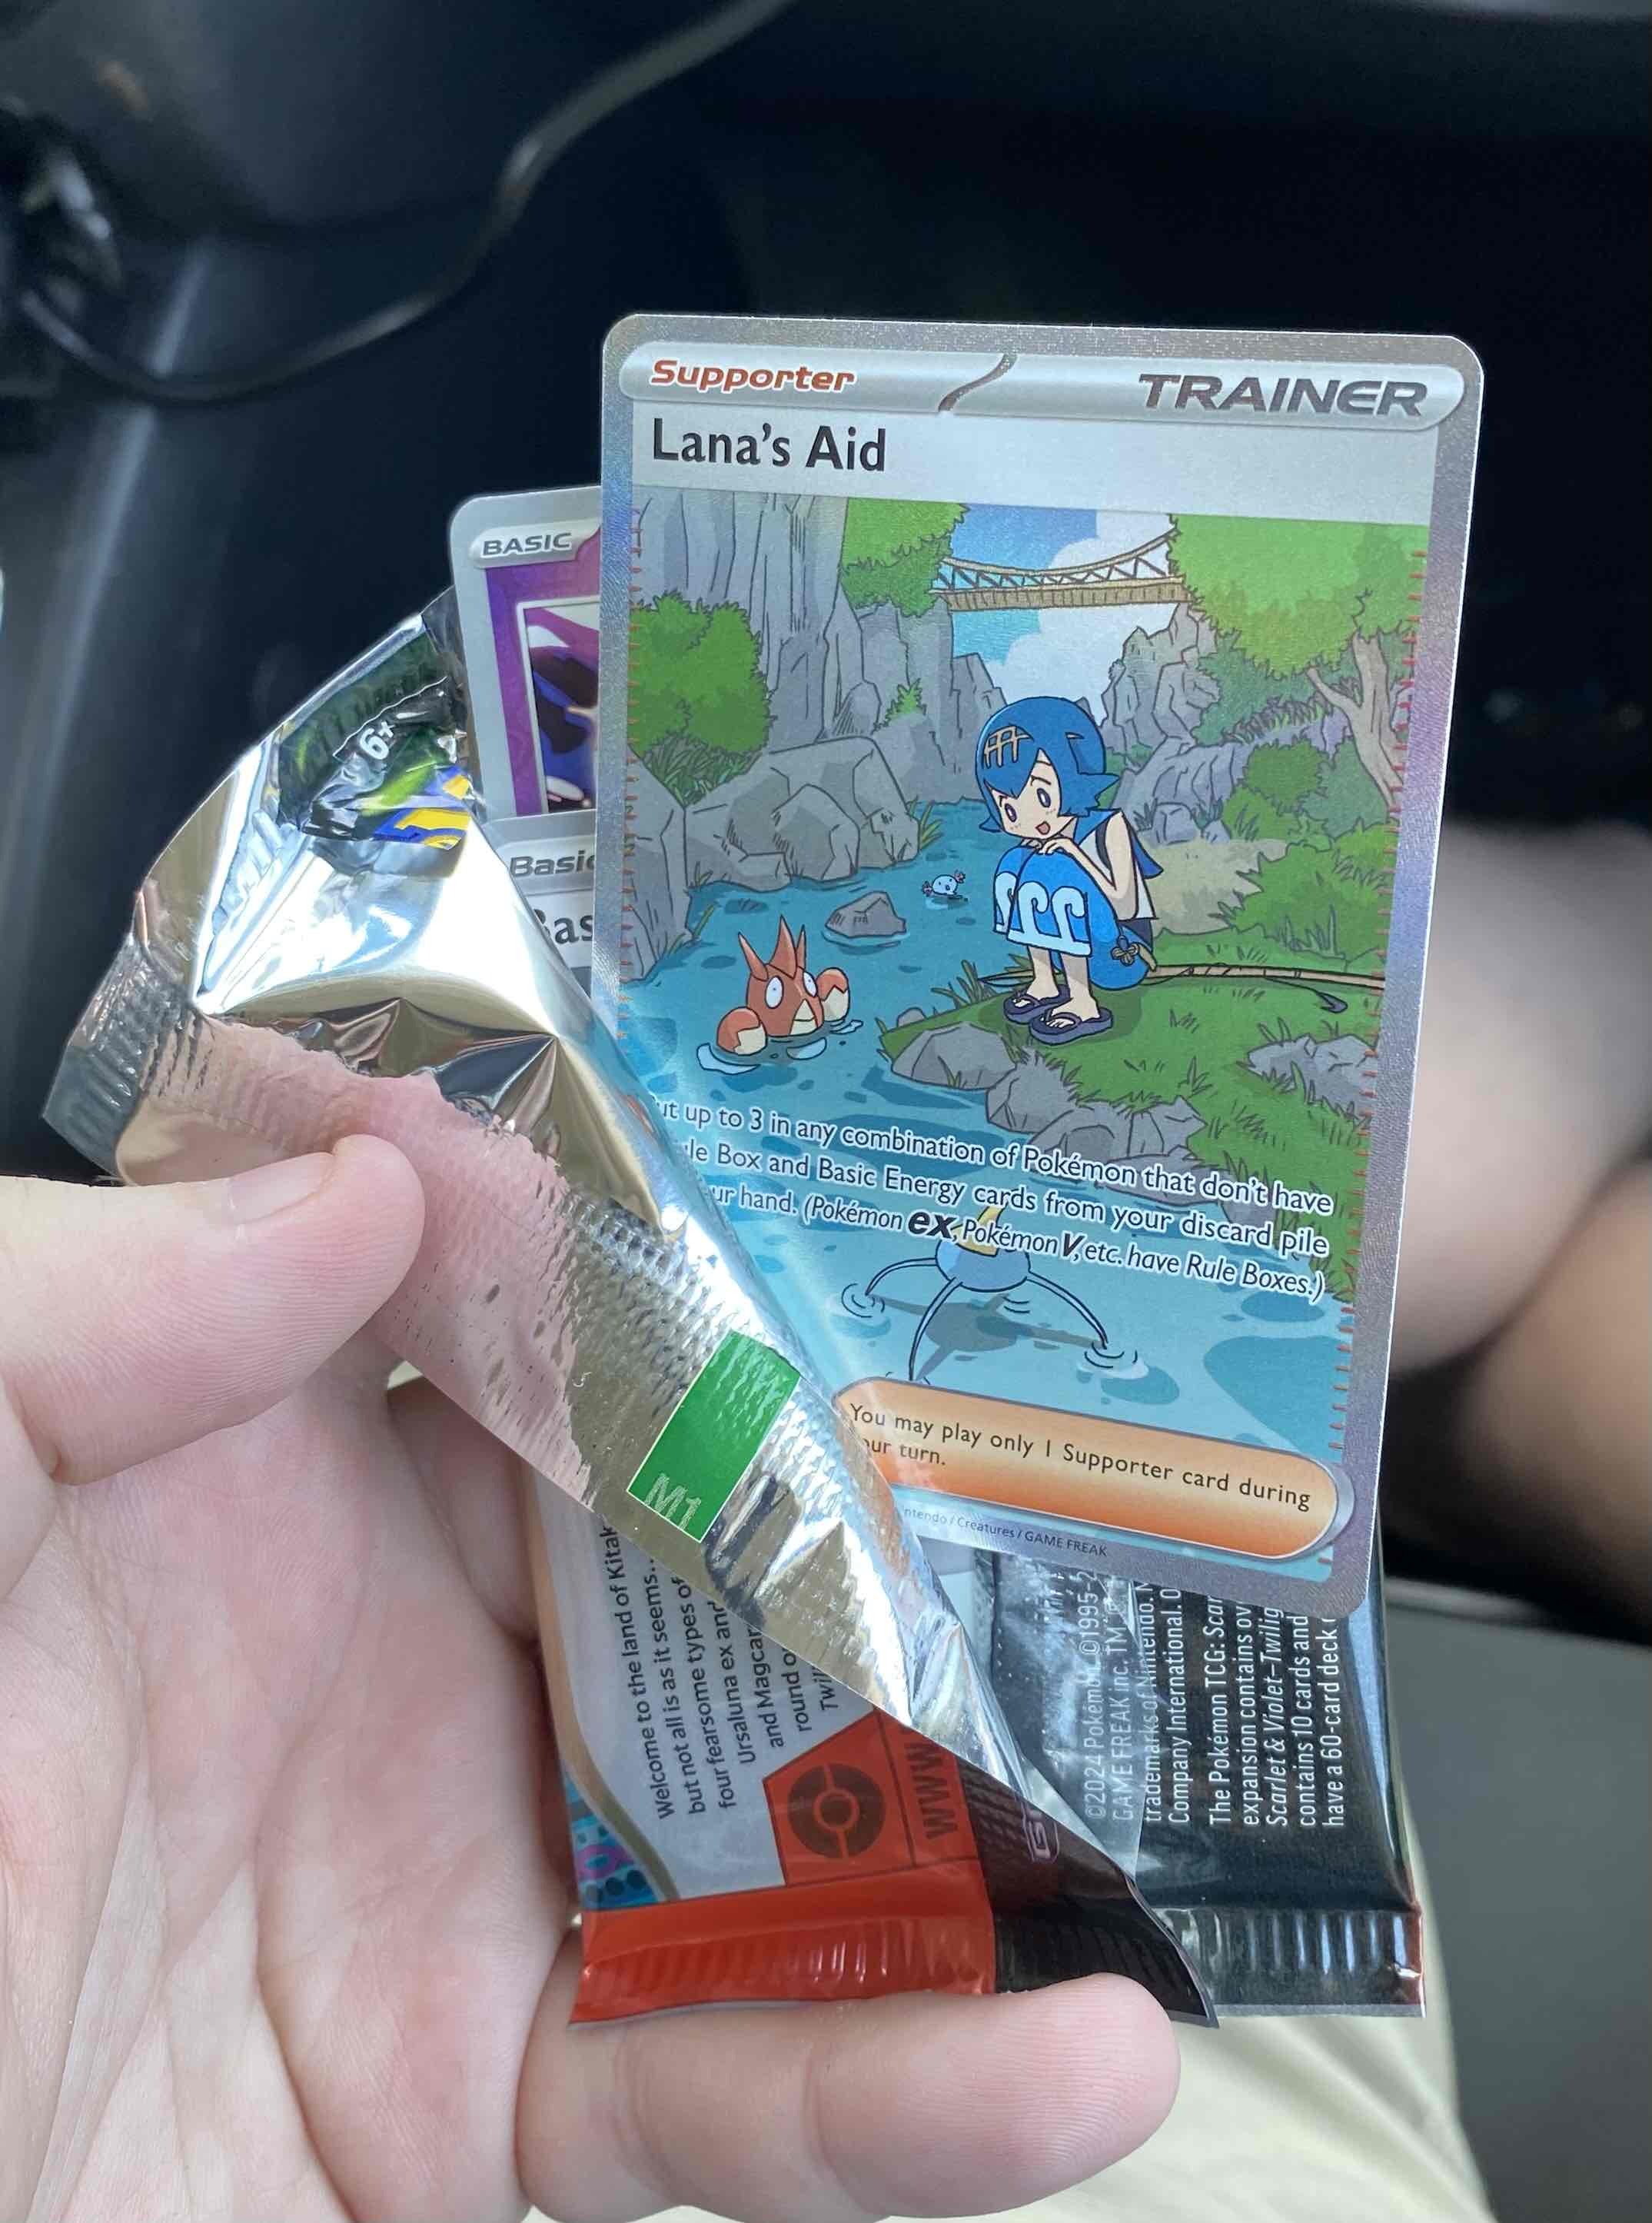 Supporter
TRAINER
Lana's Aid
BASIC
Basic
6+
ut up to 3 in any combination of Pokémon that don't have
le Box and Basic Energy cards from your discard pile
ur hand. (Pokémon ex, Pokémon V, etc. have Rule Boxes.)
You may play only 1 Supporter card during
our turn.
ntendo / Creatures / GAME FREAK
M1
Welcome to the land of Kitak
but not all is as it seems...
four fearsome types of
Ursaluna ex and
and Magcar
round o
Twil
WWW
©2024 Pokémon. ©1995-2
GAME FREAK inc. TM
trademarks of Nintendo.
Company International.
The Pokémon TCG: Scar
expansion contains ov
Scarlet & Violet–Twilig
contains 10 cards and
have a 60-card deck